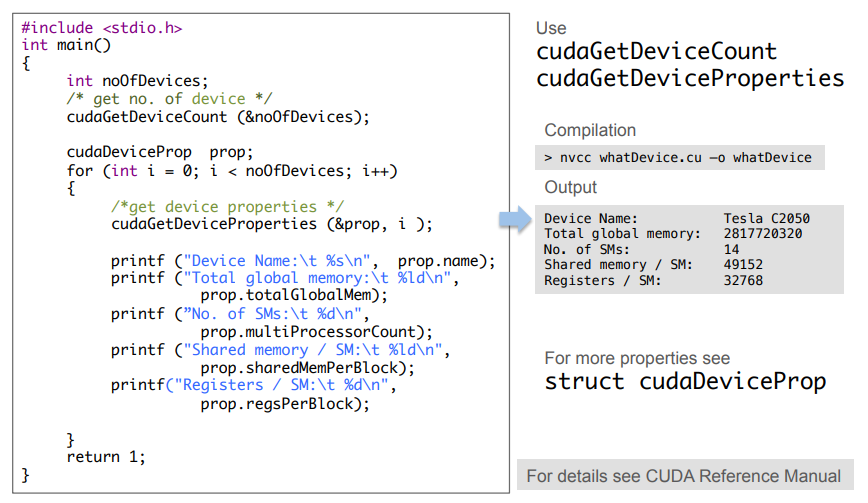 #include <stdio.h>
int main()
{
int noOfDevices;
/* get no. of device */
cudaGetDeviceCount (&noOfDevices);
cudaDeviceProp  prop;
for (int i = 0; i < noOfDevices; i++)
{
/*get device properties */
cudaGetDeviceProperties (&prop, i );
printf ("Device Name:\t %s\n",  prop.name);
printf ("Total global memory:\t %ld\n",
prop.totalGlobalMem);
printf (”No. of SMs:\t %d\n",
prop.multiProcessorCount);
printf ("Shared memory / SM:\t %ld\n",
prop.sharedMemPerBlock);
printf("Registers / SM:\t %d\n",
prop.regsPerBlock);
}
return 1;
}
Use
cudaGetDeviceCount
cudaGetDeviceProperties
Compilation
> nvcc whatDevice.cu –o whatDevice
Output
Device Name: Tesla C2050
Total global memory: 2817720320
No. of SMs: 14
Shared memory / SM: 49152
Registers / SM: 32768
For more properties see
struct cudaDeviceProp
For details see CUDA Reference Manual